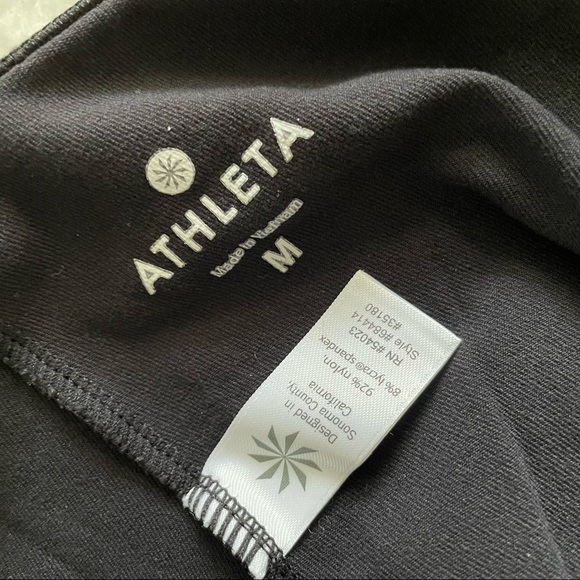 ATHLETA
Made in Vietnam
M
Designed in
Sonoma County,
California
92% nylon,
8% lycra®spandex
RN #54023
Style #684414
#35180